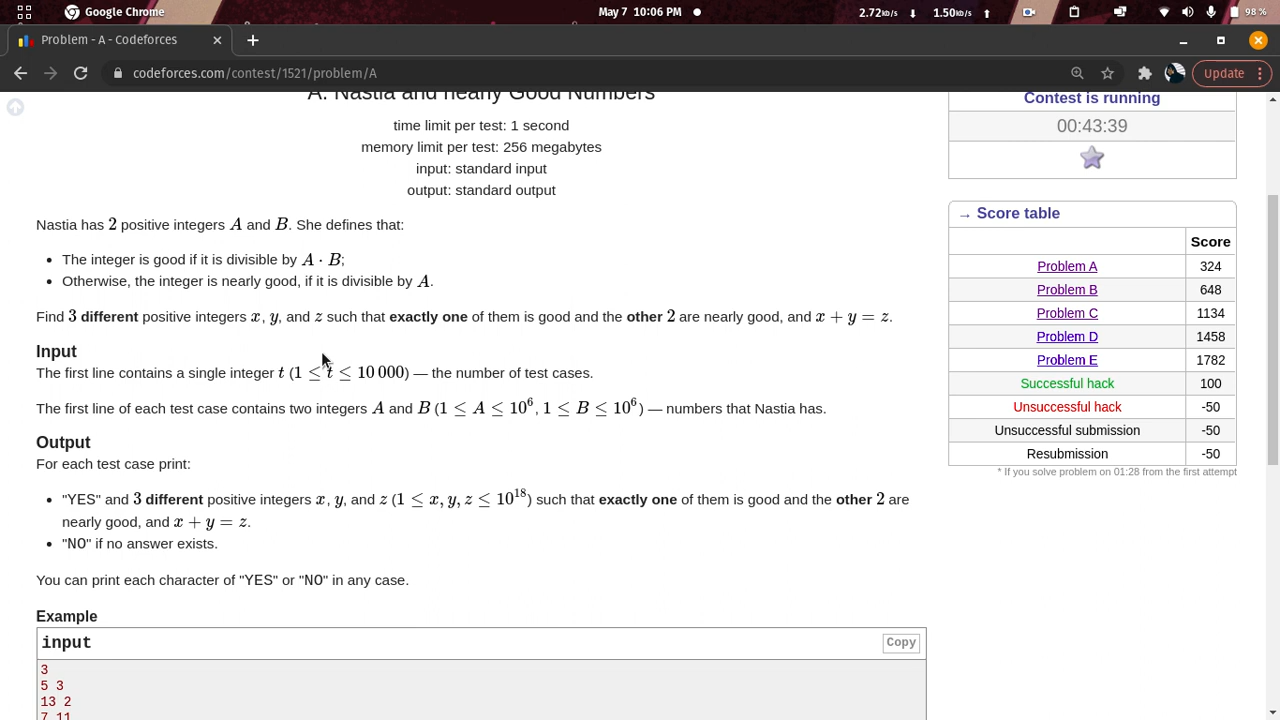 Google Chrome
May 7 10:06 PM
2.72kb/s
1.50kb/s
98 %
Problem - A - Codeforces
codeforces.com/contest/1521/problem/A
Update
A. Nastia and nearly Good Numbers
time limit per test: 1 second
memory limit per test: 256 megabytes
input: standard input
output: standard output
Nastia has 2 positive integers A and B. She defines that:
• The integer is good if it is divisible by A · B;
• Otherwise, the integer is nearly good, if it is divisible by A.
Find 3 different positive integers x, y, and z such that exactly one of them is good and the other 2 are nearly good, and x + y = z.
Input
The first line contains a single integer t (1 ≤ t ≤ 10 000) — the number of test cases.
The first line of each test case contains two integers A and B (1 ≤ A ≤ 10^6, 1 ≤ B ≤ 10^6) — numbers that Nastia has.
Output
For each test case print:
• "YES" and 3 different positive integers x, y, and z (1 ≤ x, y, z ≤ 10^18) such that exactly one of them is good and the other 2 are
nearly good, and x + y = z.
• "NO" if no answer exists.
You can print each character of "YES" or "NO" in any case.
Example
input
Copy
3
5 3
13 2
7 11
Contest is running
00:43:39
→ Score table
Score
Problem A 324
Problem B 648
Problem C 1134
Problem D 1458
Problem E 1782
Successful hack 100
Unsuccessful hack -50
Unsuccessful submission -50
Resubmission -50
* If you solve problem on 01:28 from the first attempt